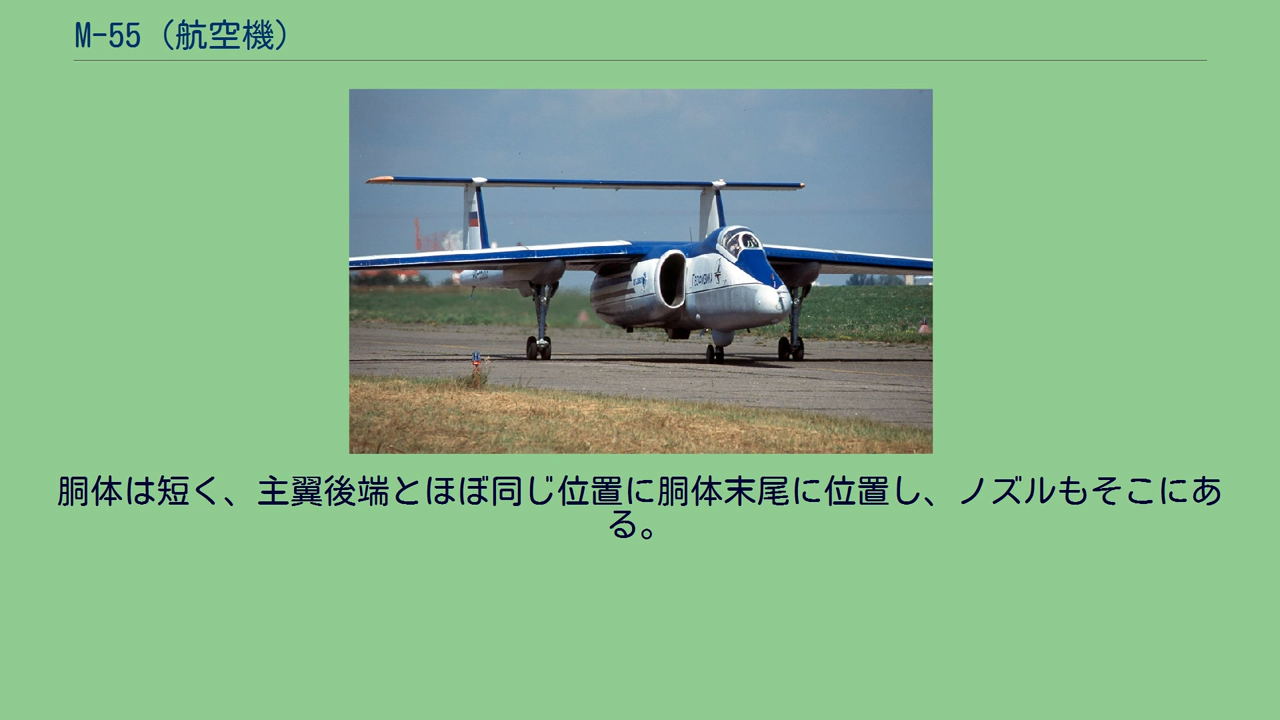 M-55（航空機）
Геофизика
胴体は短く、主翼後端とほぼ同じ位置に胴体末尾に位置し、ノズルもそこにあ
る。